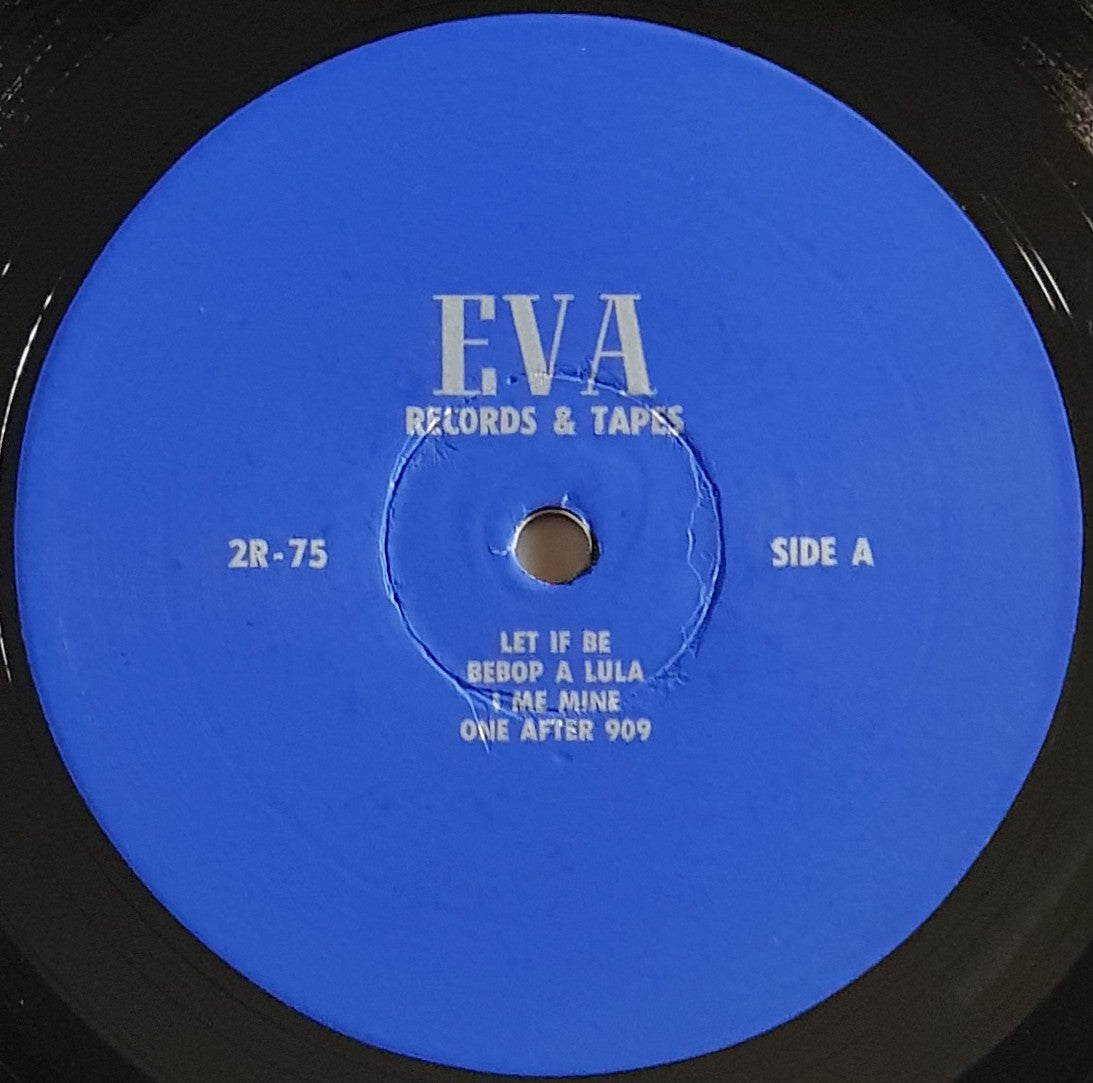 EVA
RECORDS & TAPES
2R-75
SIDE A
LET IF BE
BEBOP A LULA
I ME MINE
ONE AFTER 909